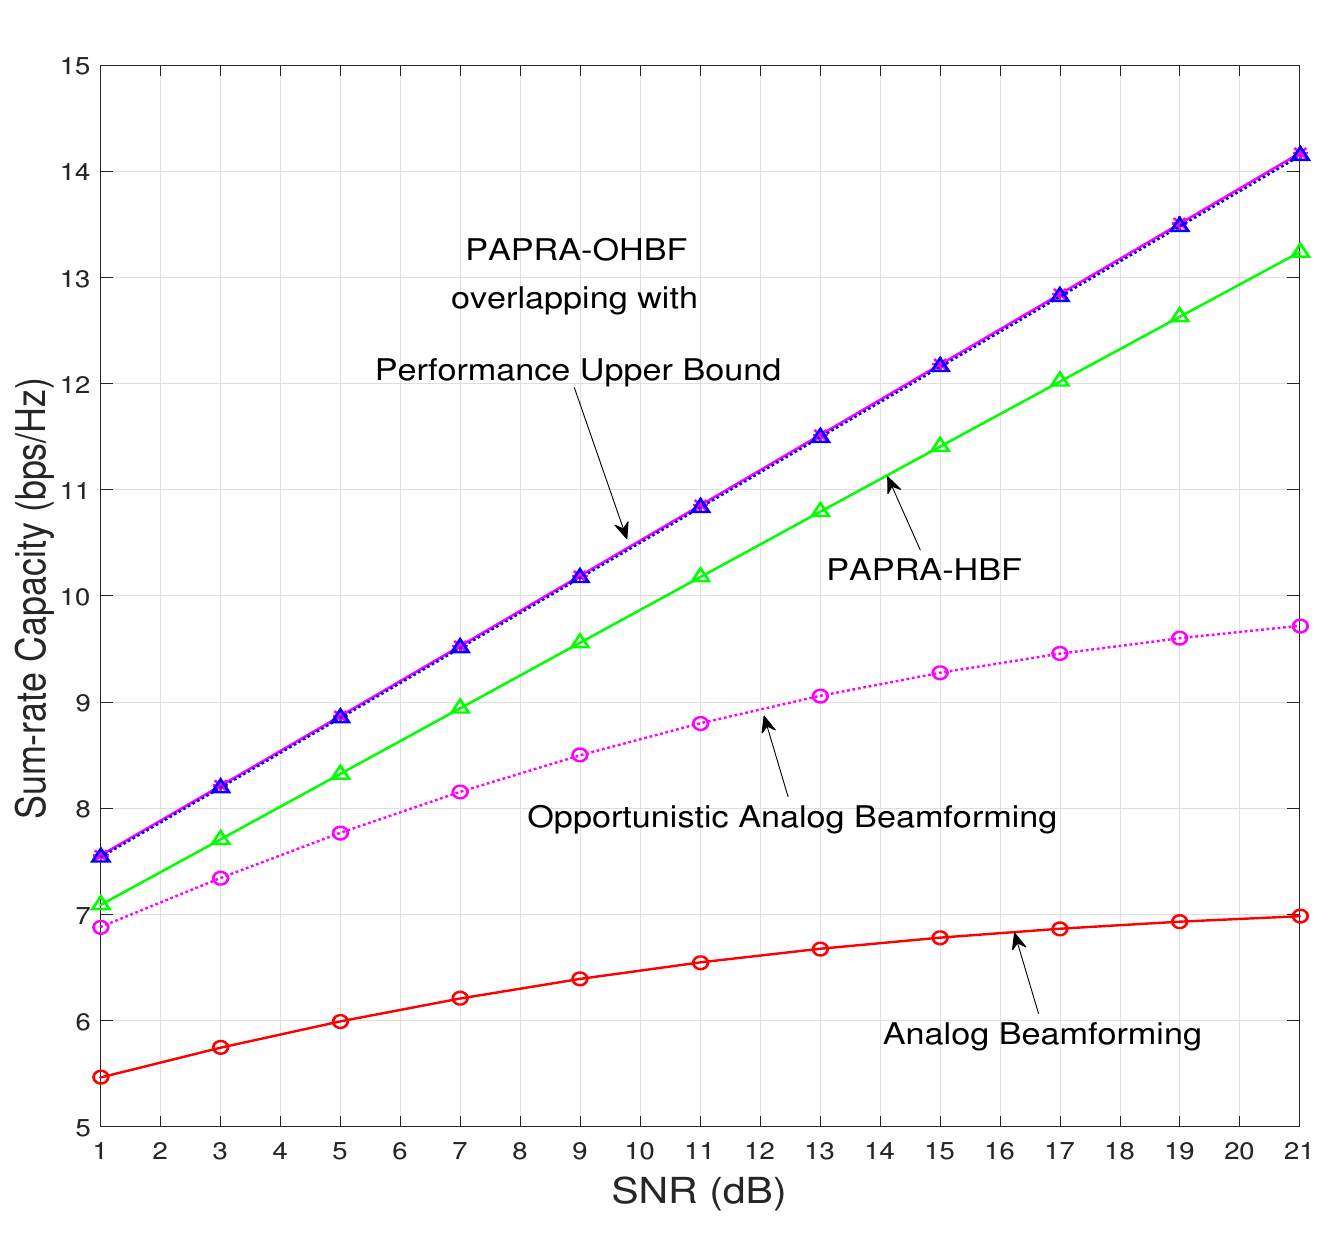 15
14
13
12
11
10
9
8
7
6
5
Sum-rate Capacity (bps/Hz)
PAPRA-OHBF
overlapping with
Performance Upper Bound
PAPRA-HBF
Opportunistic Analog Beamforming
Analog Beamforming
1 2 3 4 5 6 7 8 9 10 11 12 13 14 15 16 17 18 19 20 21
SNR (dB)